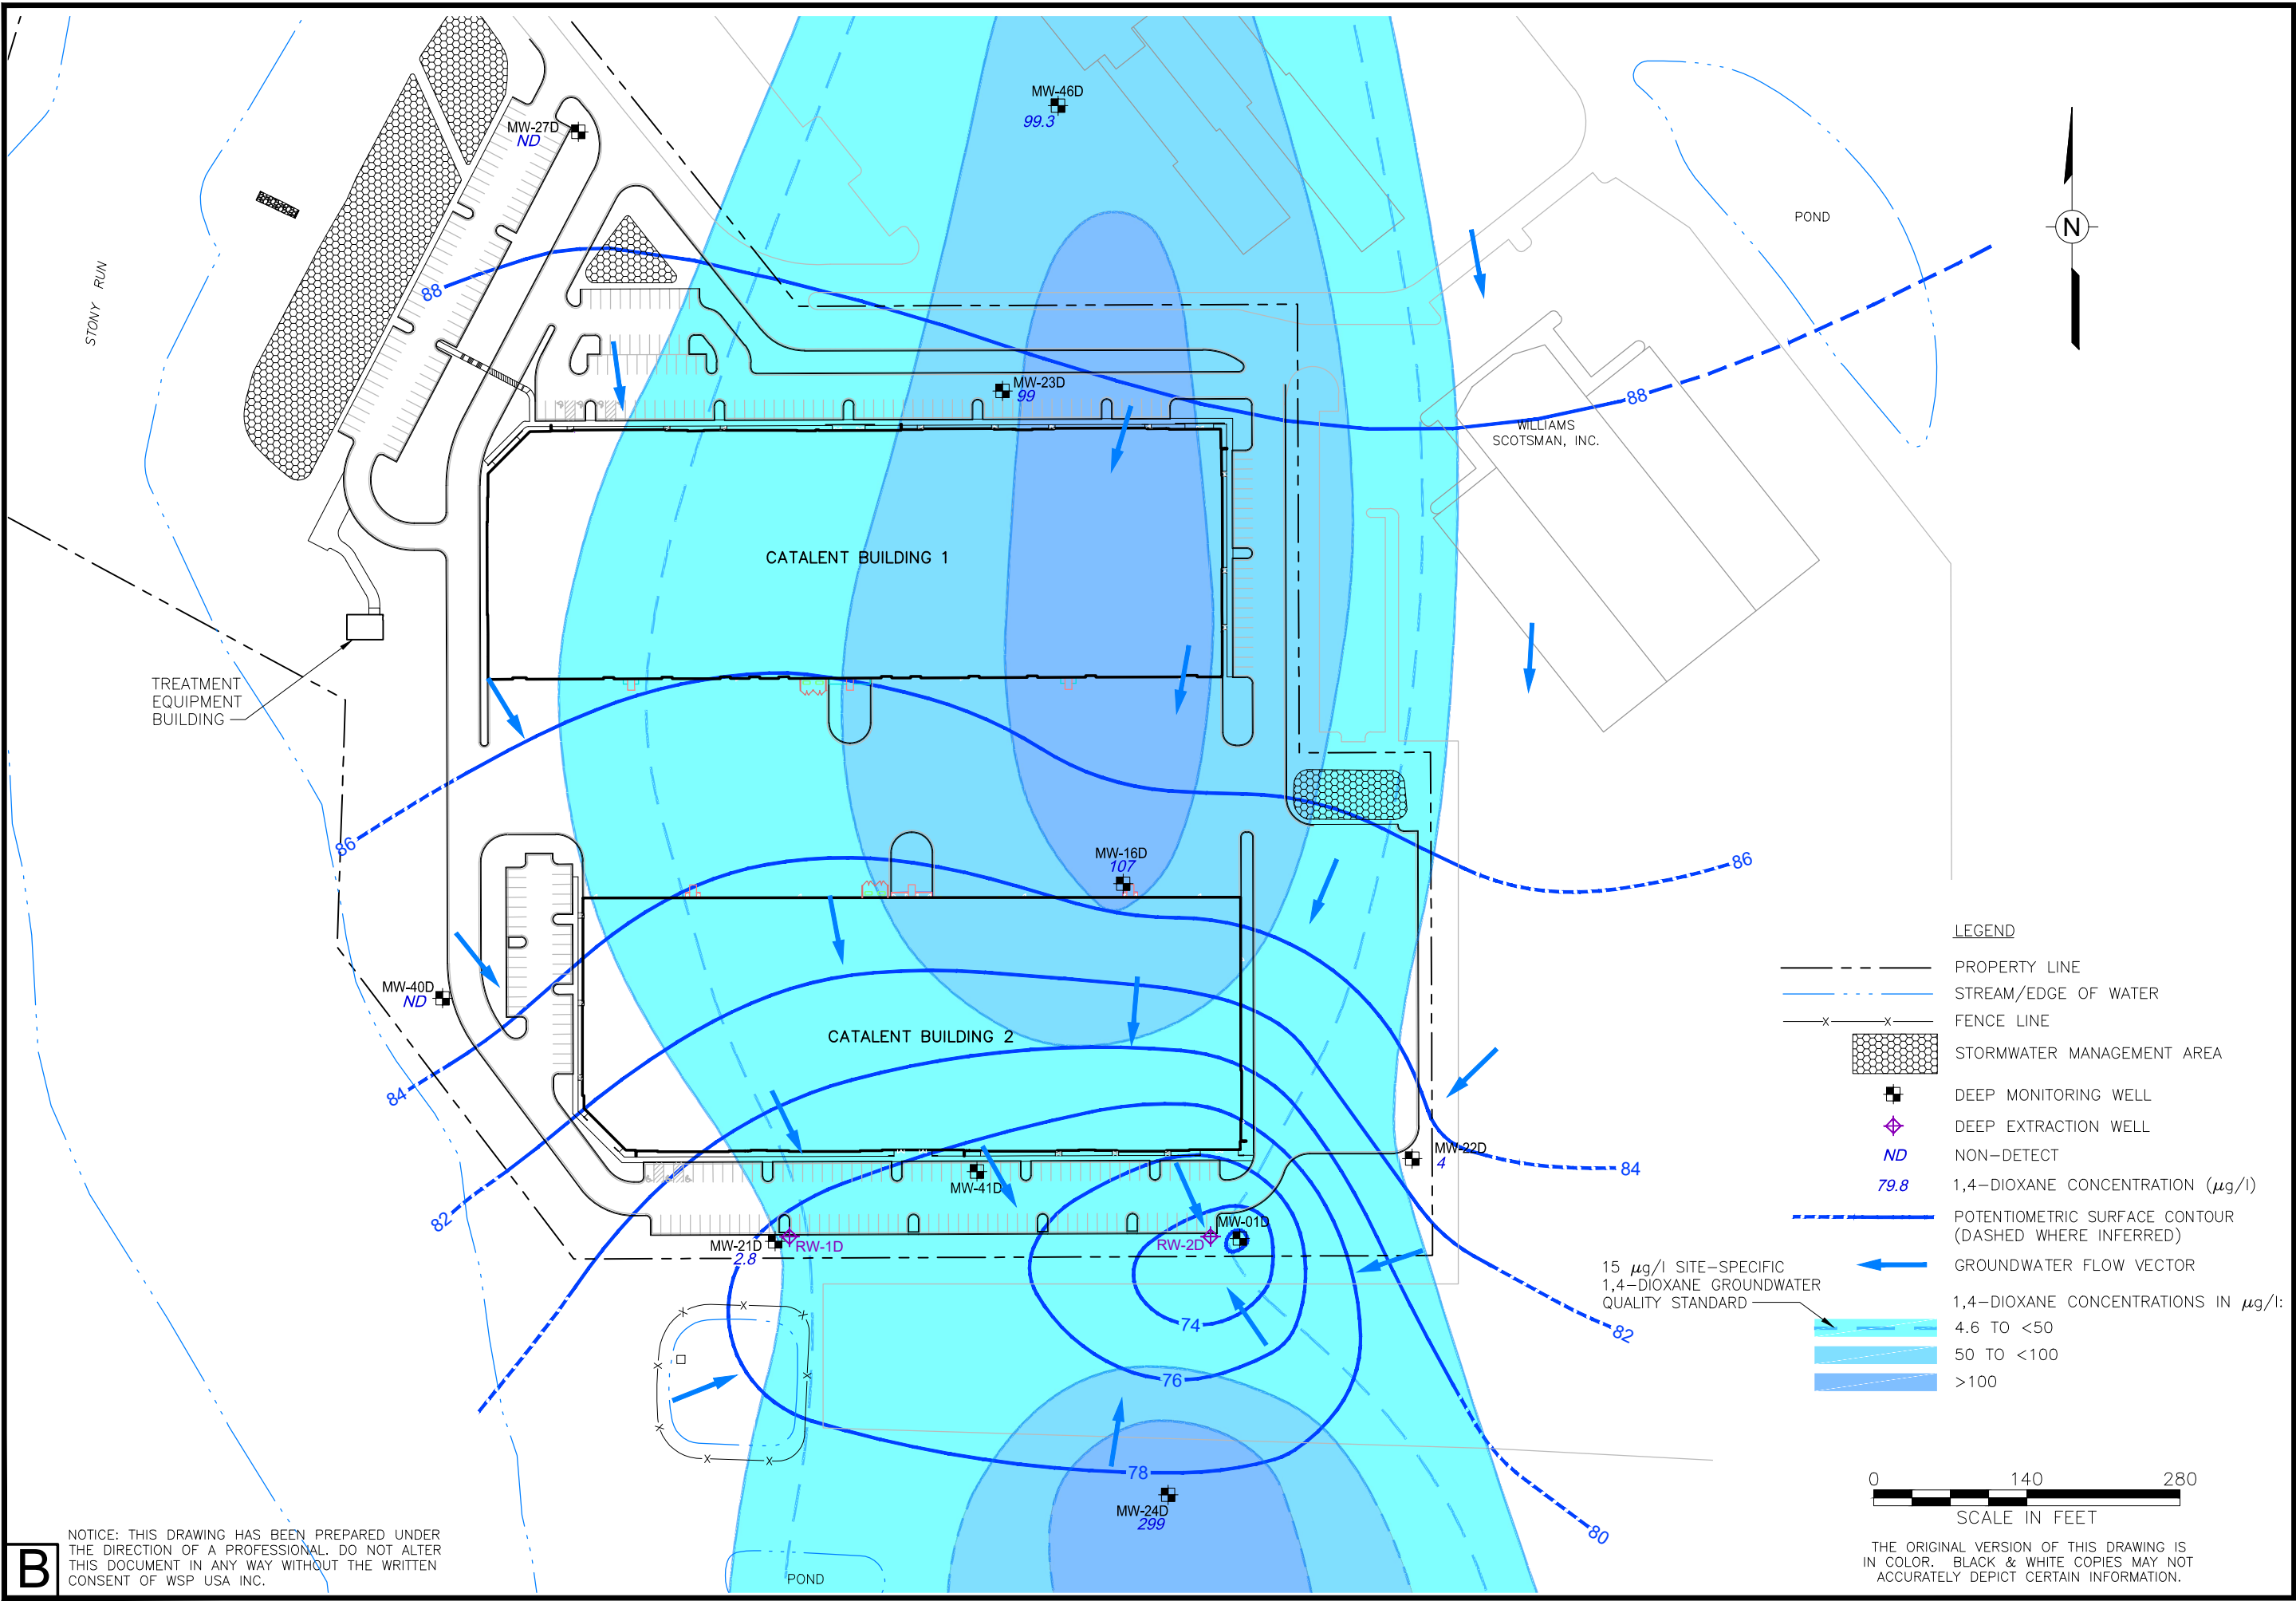 MW-46D
99.3
MW-27D
ND
POND
N
STONY RUN
88
MW-23D
99
88
WILLIAMS
SCOTSMAN, INC.
CATALENT BUILDING 1
TREATMENT
EQUIPMENT
BUILDING
86
MW-16D
107
86
MW-40D
ND
CATALENT BUILDING 2
84
MW-22D
4
84
MW-41D
82
MW-21D
2.8
RW-1D
RW-2D
MW-01D
74
82
76
78
MW-24D
299
80
POND
LEGEND
PROPERTY LINE
STREAM/EDGE OF WATER
x x FENCE LINE
STORMWATER MANAGEMENT AREA
DEEP MONITORING WELL
DEEP EXTRACTION WELL
ND NON-DETECT
79.8 1,4-DIOXANE CONCENTRATION (µg/l)
POTENTIOMETRIC SURFACE CONTOUR
(DASHED WHERE INFERRED)
GROUNDWATER FLOW VECTOR
15 µg/l SITE-SPECIFIC
1,4-DIOXANE GROUNDWATER
QUALITY STANDARD
1,4-DIOXANE CONCENTRATIONS IN µg/l:
4.6 TO <50
50 TO <100
>100
0 140 280
SCALE IN FEET
THE ORIGINAL VERSION OF THIS DRAWING IS
IN COLOR. BLACK & WHITE COPIES MAY NOT
ACCURATELY DEPICT CERTAIN INFORMATION.
B
NOTICE: THIS DRAWING HAS BEEN PREPARED UNDER
THE DIRECTION OF A PROFESSIONAL. DO NOT ALTER
THIS DOCUMENT IN ANY WAY WITHOUT THE WRITTEN
CONSENT OF WSP USA INC.